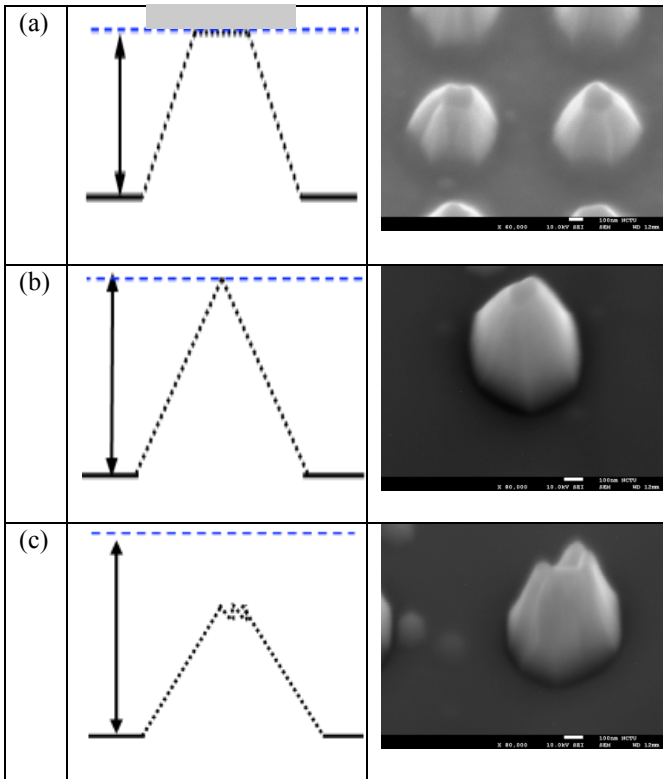 (a)
X 60,000 10.0kV SEI SEM WD 12mm
100nm NCTU
(b)
X 80,000 10.0kV SEI SEM WD 12mm
100nm NCTU
(c)
X 80,000 10.0kV SEI SEM WD 12mm
100nm NCTU